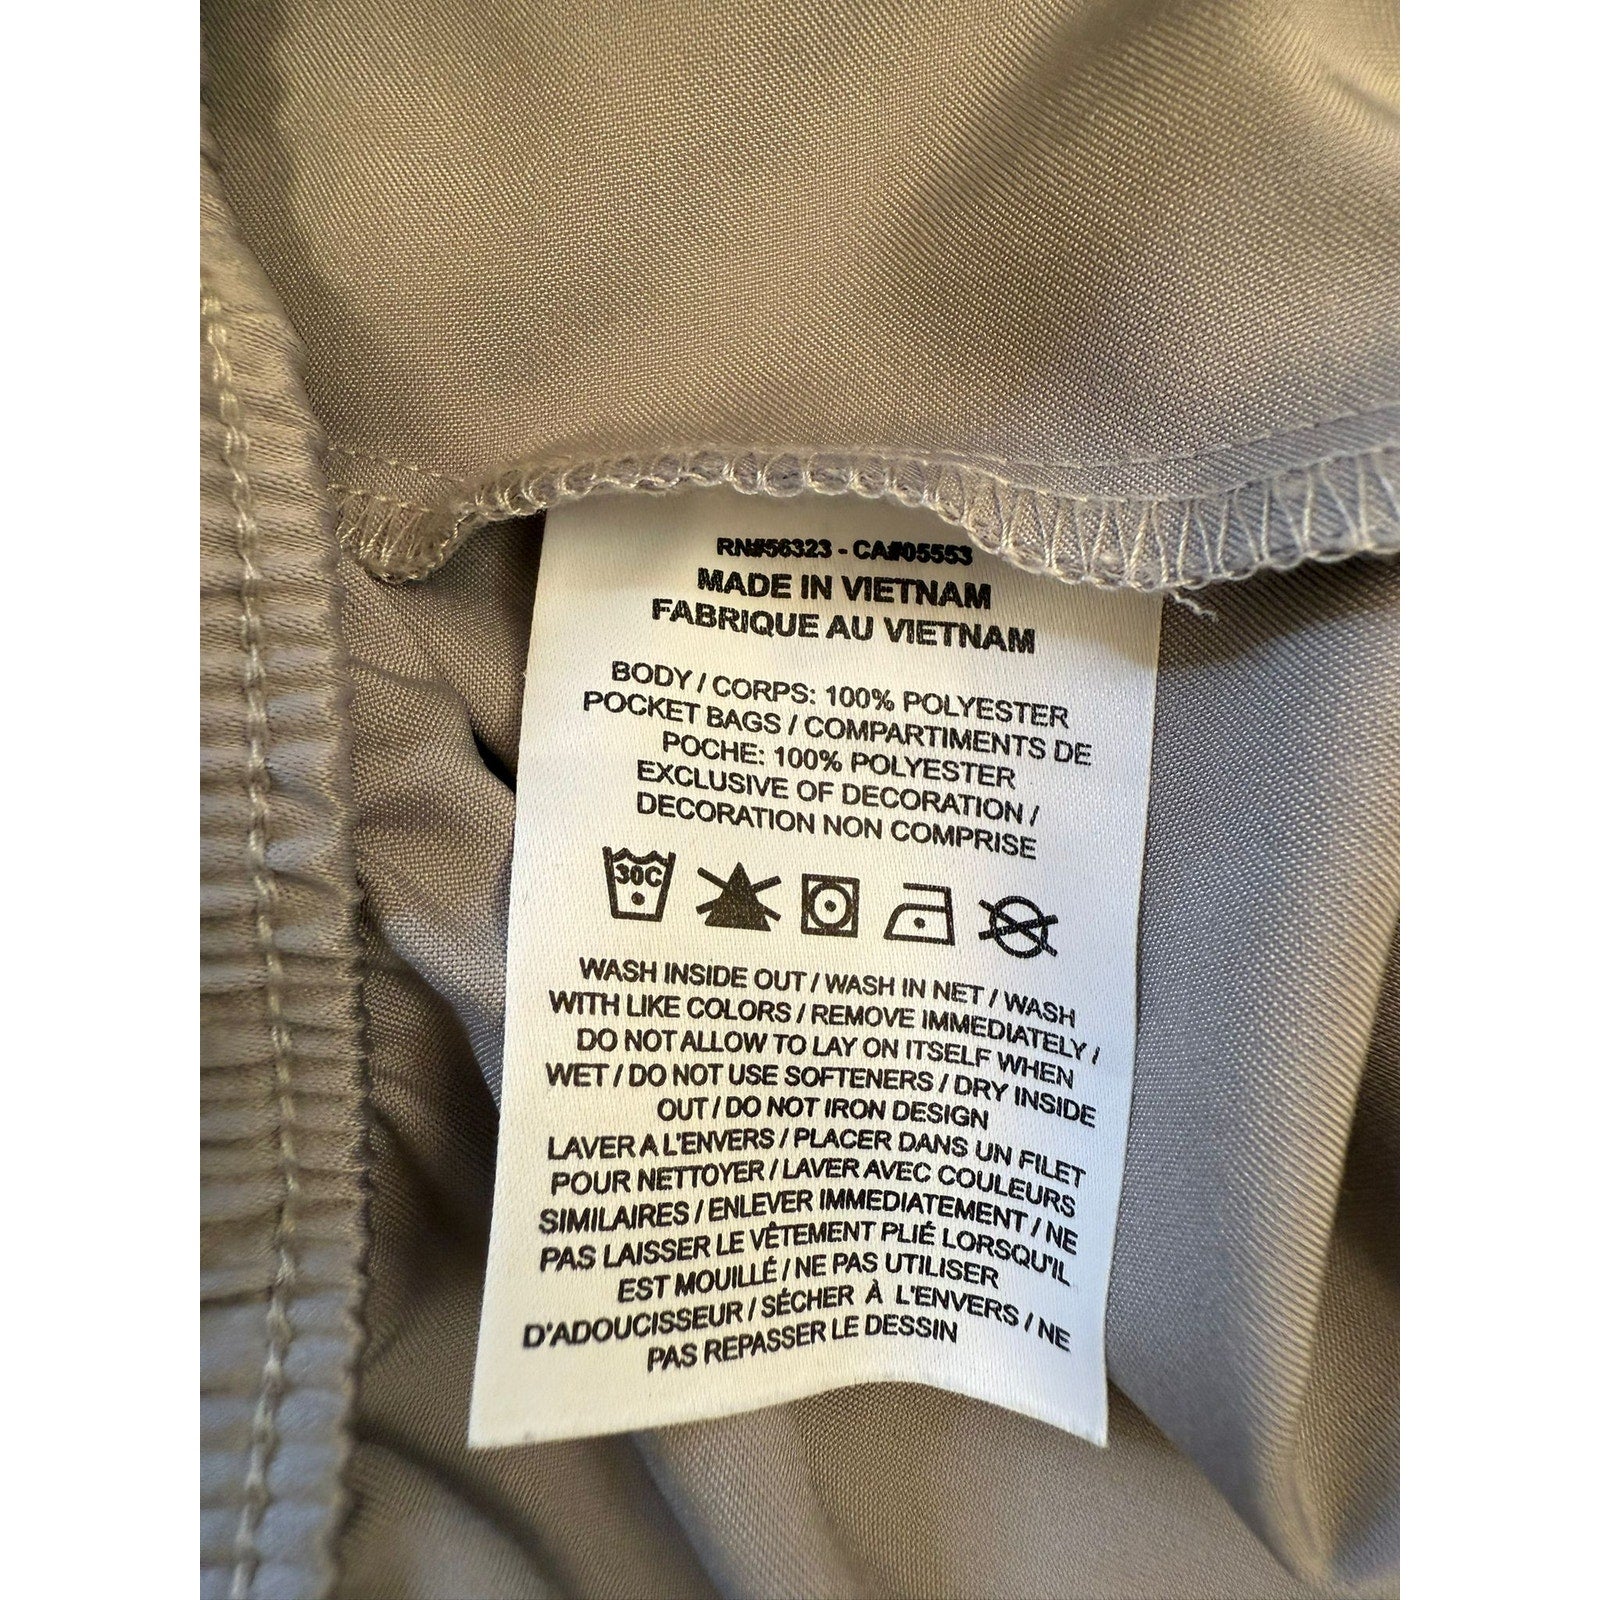 RN#56323 - CA#05553
MADE IN VIETNAM
FABRIQUE AU VIETNAM
BODY / CORPS: 100% POLYESTER
POCKET BAGS / COMPARTIMENTS DE
POCHE: 100% POLYESTER
EXCLUSIVE OF DECORATION /
DECORATION NON COMPRISE
30C
WASH INSIDE OUT / WASH IN NET / WASH
WITH LIKE COLORS / REMOVE IMMEDIATELY /
DO NOT ALLOW TO LAY ON ITSELF WHEN
WET / DO NOT USE SOFTENERS / DRY INSIDE
OUT / DO NOT IRON DESIGN
LAVER A L'ENVERS / PLACER DANS UN FILET
POUR NETTOYER / LAVER AVEC COULEURS
SIMILAIRES / ENLEVER IMMEDIATEMENT / NE
PAS LAISSER LE VÊTEMENT PLIÉ LORSQU'IL
EST MOUILLÉ / NE PAS UTILISER
D'ADOUCISSEUR / SÉCHER À L'ENVERS / NE
PAS REPASSER LE DESSIN